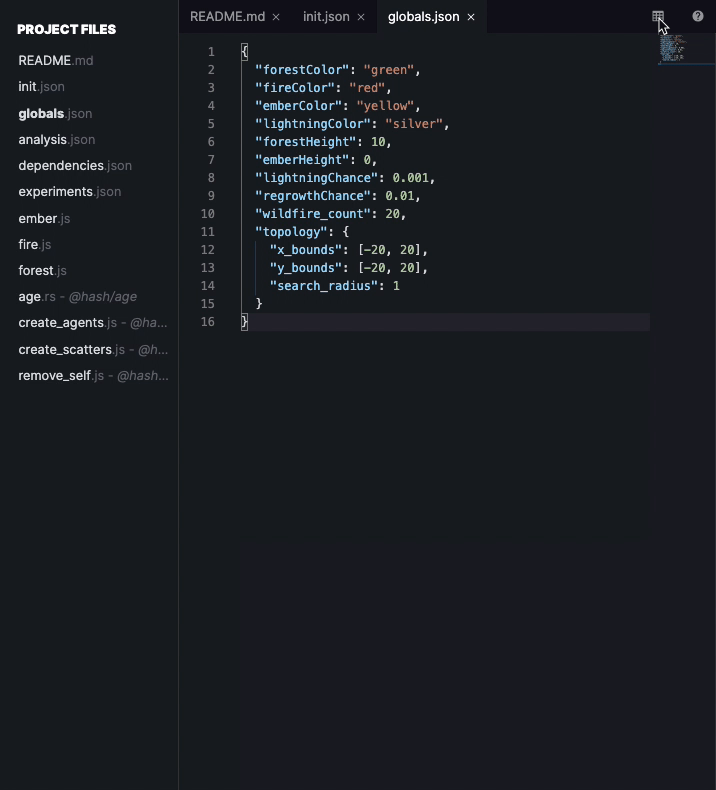 PROJECT FILES
README.md
init.json
globals.json
analysis.json
dependencies.json
experiments.json
ember.js
fire.js
forest.js
age.rs - @hash/age
create_agents.js - @ha...
create_scatters.js - @h...
remove_self.js - @hash...
README.md × init.json × globals.json × ?
1 {
2 "forestColor": "green",
3 "fireColor": "red",
4 "emberColor": "yellow",
5 "lightningColor": "silver",
6 "forestHeight": 10,
7 "emberHeight": 0,
8 "lightningChance": 0.001,
9 "regrowthChance": 0.01,
10 "wildfire_count": 20,
11 "topology": {
12 "x_bounds": [-20, 20],
13 "y_bounds": [-20, 20],
14 "search_radius": 1
15 }
16 }